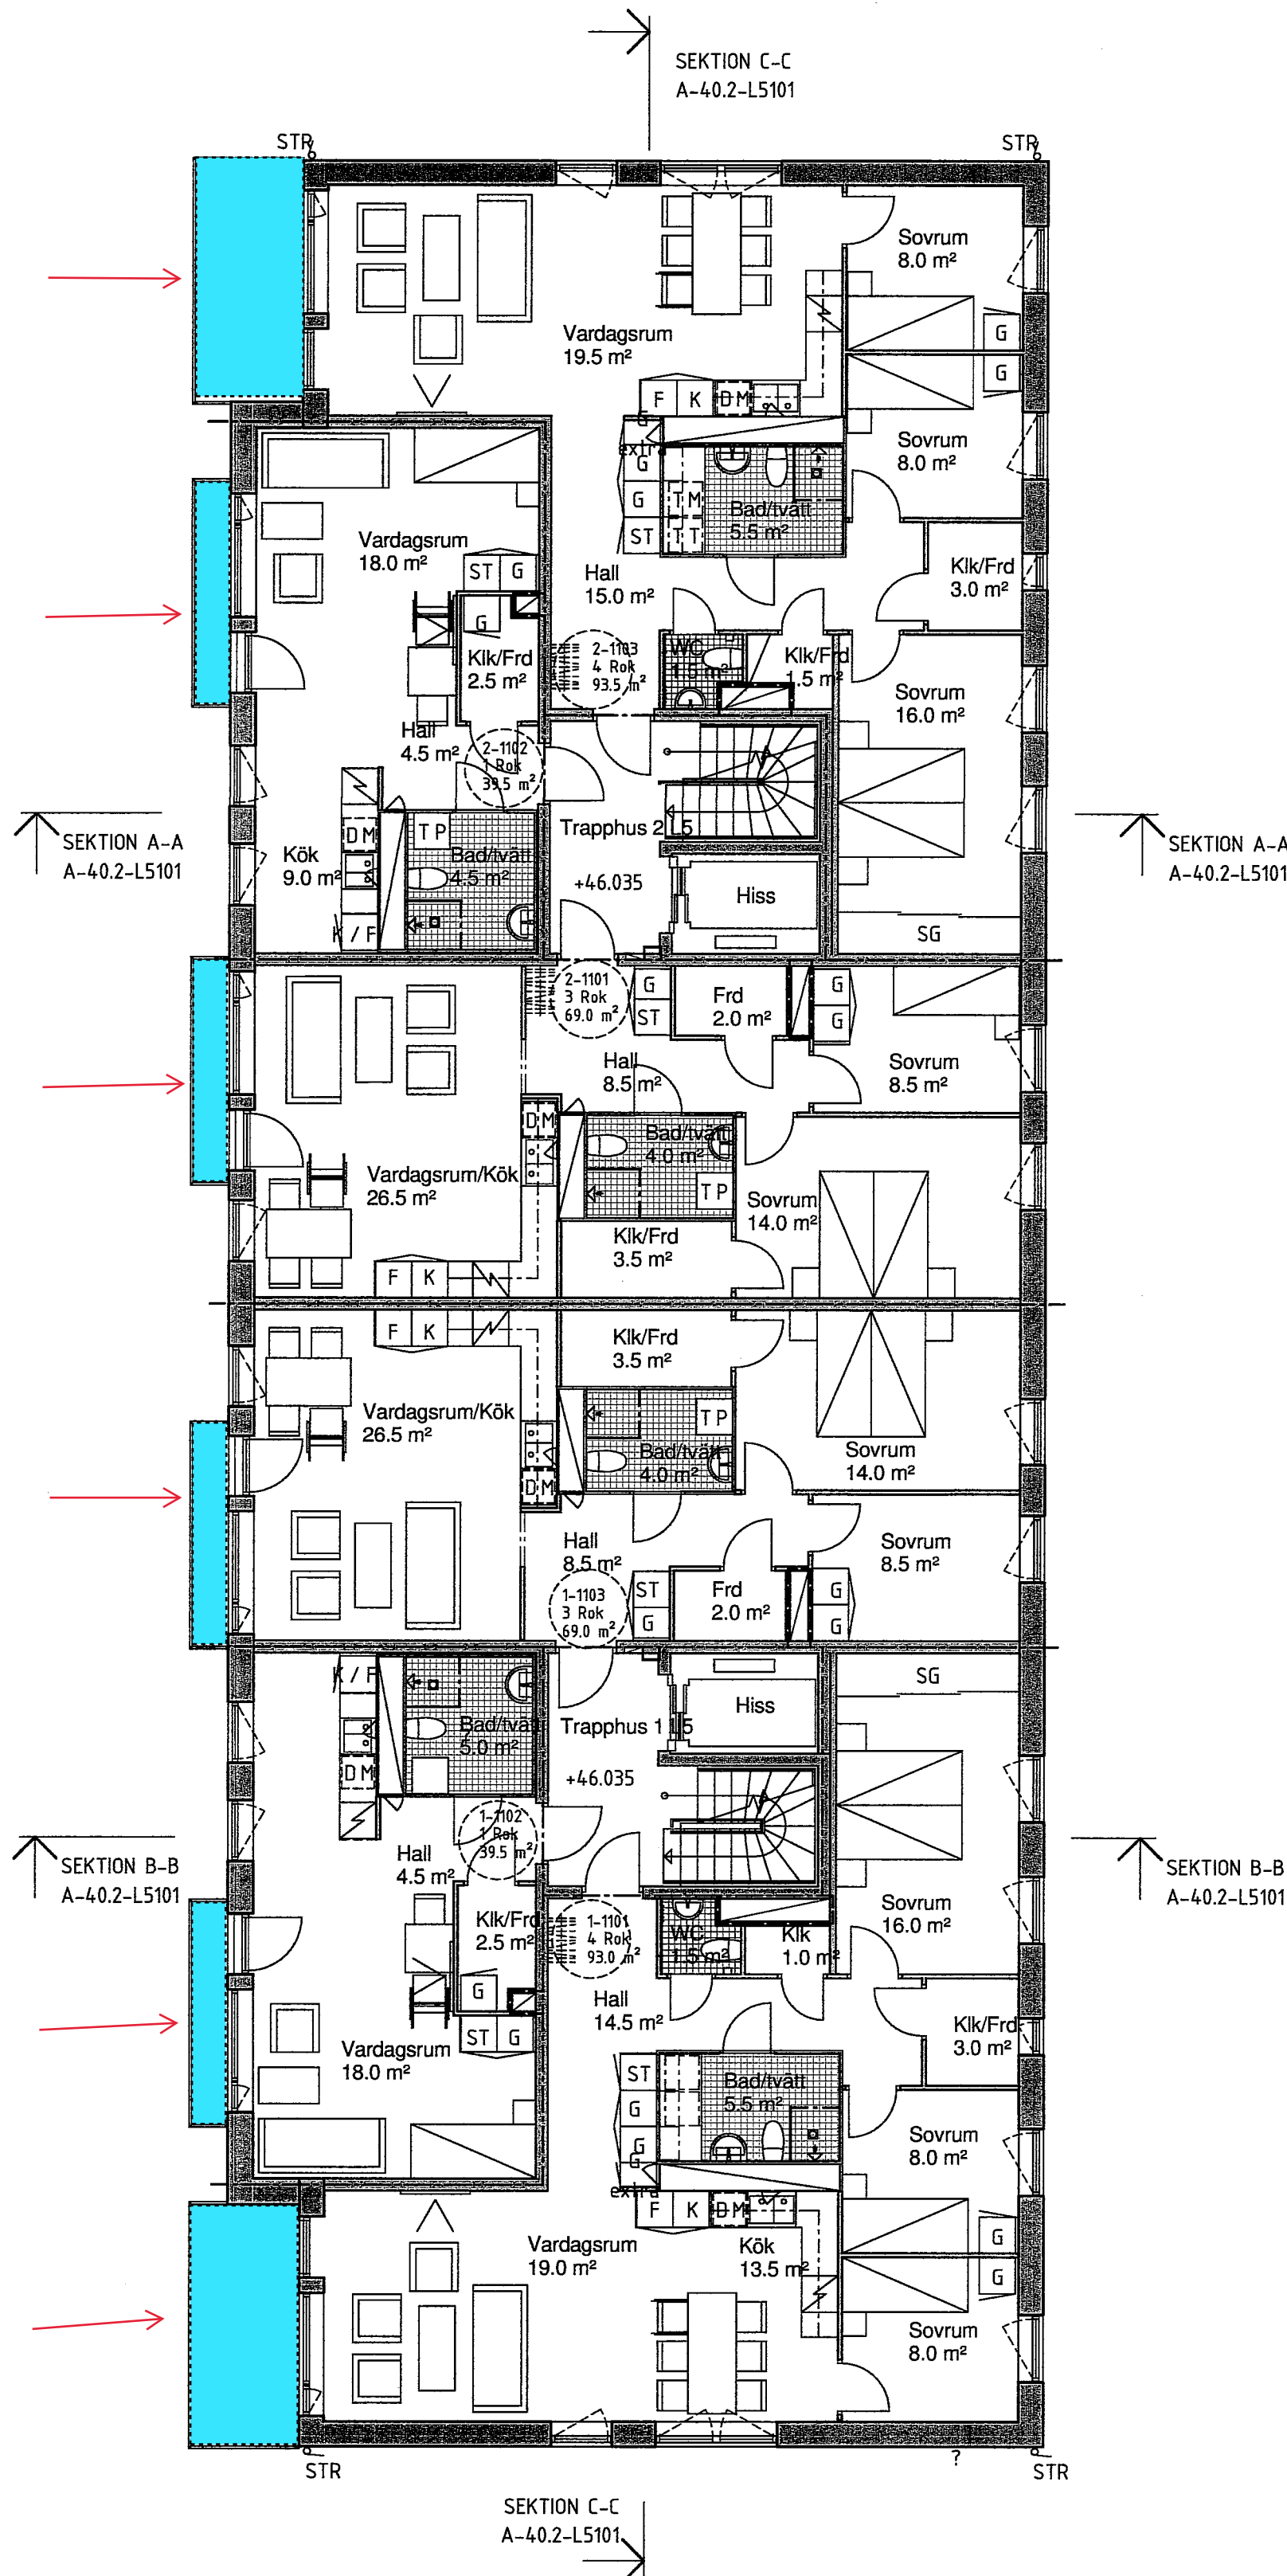 SEKTION C-C
A-40.2-L5101
STR
STR
Sovrum
8.0 m²
Vardagsrum
19.5 m²
G
G
F K DM
G
extra
G
G
ST
TM
TT
Bad/tvätt
5.5 m²
Sovrum
8.0 m²
Vardagsrum
18.0 m²
ST G
G
Klk/Frd
2.5 m²
Hall
15.0 m²
Klk/Frd
3.0 m²
2-1103
4 Rok
93.5 m²
WC
1.5 m²
Klk/Frd
1.5 m²
Sovrum
16.0 m²
Hall
4.5 m²
2-1102
1 Rok
39.5 m²
SEKTION A-A
A-40.2-L5101
DM
TP
Kök
9.0 m²
Bad/tvätt
4.5 m²
K / F
Trapphus 2 L5
+46.035
Hiss
SG
SEKTION A-A
A-40.2-L5101
2-1101
3 Rok
69.0 m²
G
ST
Frd
2.0 m²
G
G
Hall
8.5 m²
Sovrum
8.5 m²
DM
Bad/tvätt
4.0 m²
TP
Vardagsrum/Kök
26.5 m²
Sovrum
14.0 m²
Klk/Frd
3.5 m²
F K
F K
Klk/Frd
3.5 m²
Vardagsrum/Kök
26.5 m²
TP
Bad/tvätt
4.0 m²
DM
Sovrum
14.0 m²
Hall
8.5 m²
Sovrum
8.5 m²
1-1103
3 Rok
69.0 m²
ST
G
Frd
2.0 m²
G
G
K / F
Bad/tvätt
5.0 m²
DM
Trapphus 1 L5
+46.035
Hiss
SG
1-1102
1 Rok
39.5 m²
Hall
4.5 m²
SEKTION B-B
A-40.2-L5101
SEKTION B-B
A-40.2-L5101
Klk/Frd
2.5 m²
G
ST G
1-1101
4 Rok
93.0 m²
WC
1.5 m²
Klk
1.0 m²
Sovrum
16.0 m²
Hall
14.5 m²
Klk/Frd
3.0 m²
Vardagsrum
18.0 m²
ST
G
G
G
extra
Bad/tvätt
5.5 m²
Sovrum
8.0 m²
F K DM
Vardagsrum
19.0 m²
Kök
13.5 m²
G
G
Sovrum
8.0 m²
?
STR
STR
SEKTION C-C
A-40.2-L5101